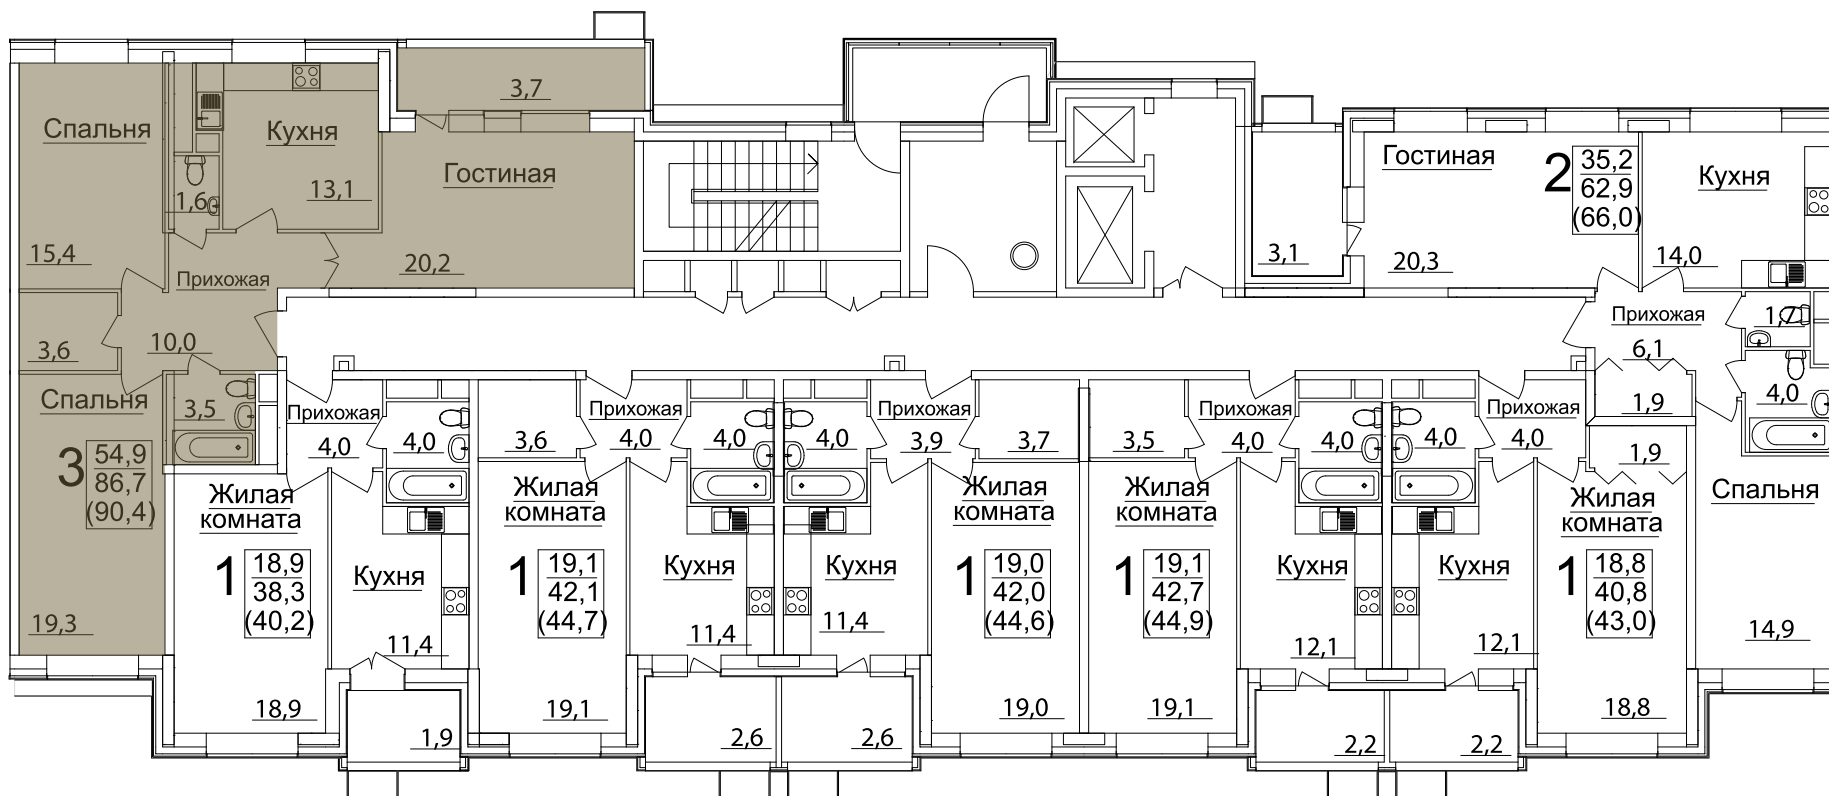 3,7
Спальня
Кухня
Гостиная
1,6
13,1
15,4
20,2
Прихожая
3,6
10,0
Спальня
3,5
3
54,9
86,7
(90,4)
19,3
3,1
Гостиная
2
35,2
62,9
(66,0)
Кухня
20,3
14,0
Прихожая
1,7
6,1
1,9
4,0
1,9
Спальня
14,9
Прихожая
4,0
4,0
Жилая
комната
1
18,9
38,3
(40,2)
Кухня
11,4
18,9
1,9
3,6
Прихожая
4,0
4,0
Жилая
комната
1
19,1
42,1
(44,7)
Кухня
11,4
19,1
2,6
4,0
Прихожая
3,9
3,7
Кухня
11,4
Жилая
комната
1
19,0
42,0
(44,6)
19,0
2,6
3,5
Прихожая
4,0
4,0
Жилая
комната
1
19,1
42,7
(44,9)
Кухня
12,1
19,1
2,2
4,0
Прихожая
4,0
Кухня
12,1
Жилая
комната
1
18,8
40,8
(43,0)
18,8
2,2